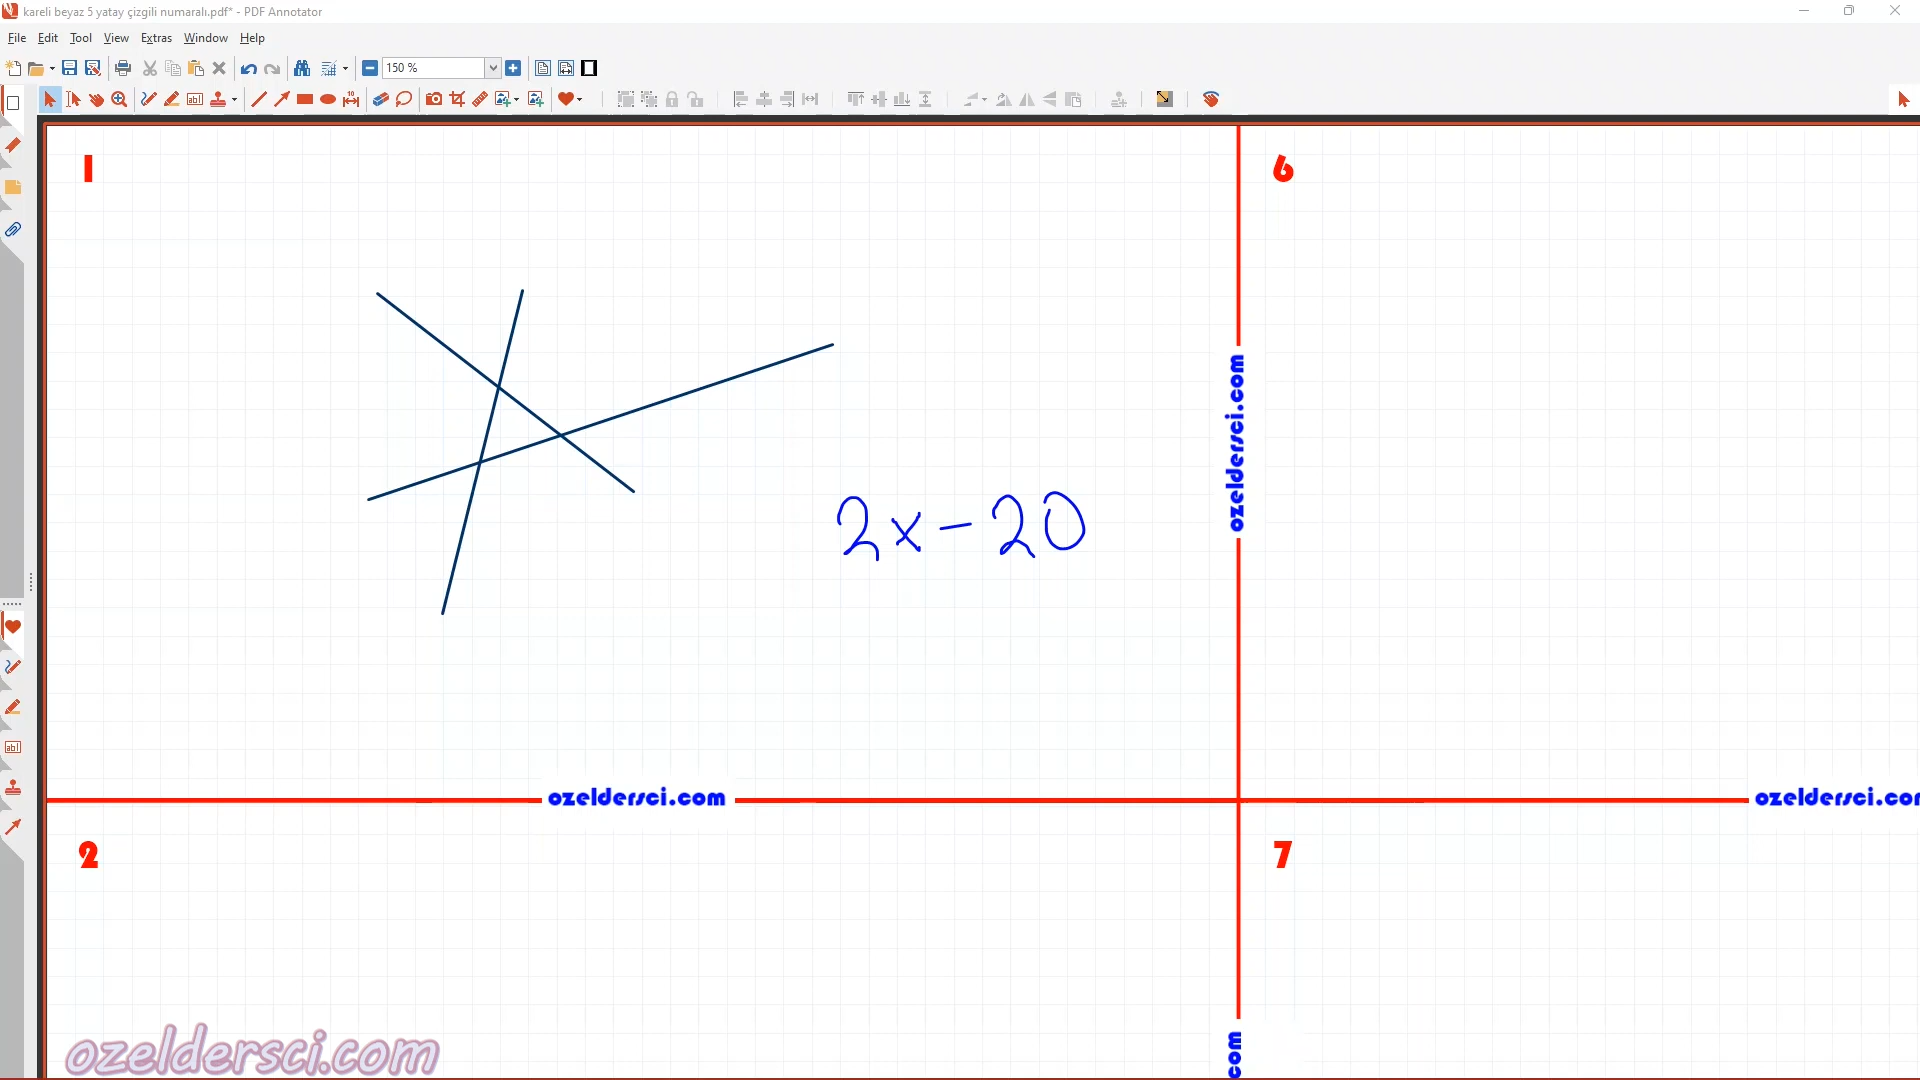 kareli beyaz 5 yatay çizgili numaralı.pdf* - PDF Annotator
File Edit Tool View Extras Window Help
150 %
1
6
2x - 20
ozeldersci.com
ozeldersci.com
ozeldersci.com
2
7
com
ozeldersci.com